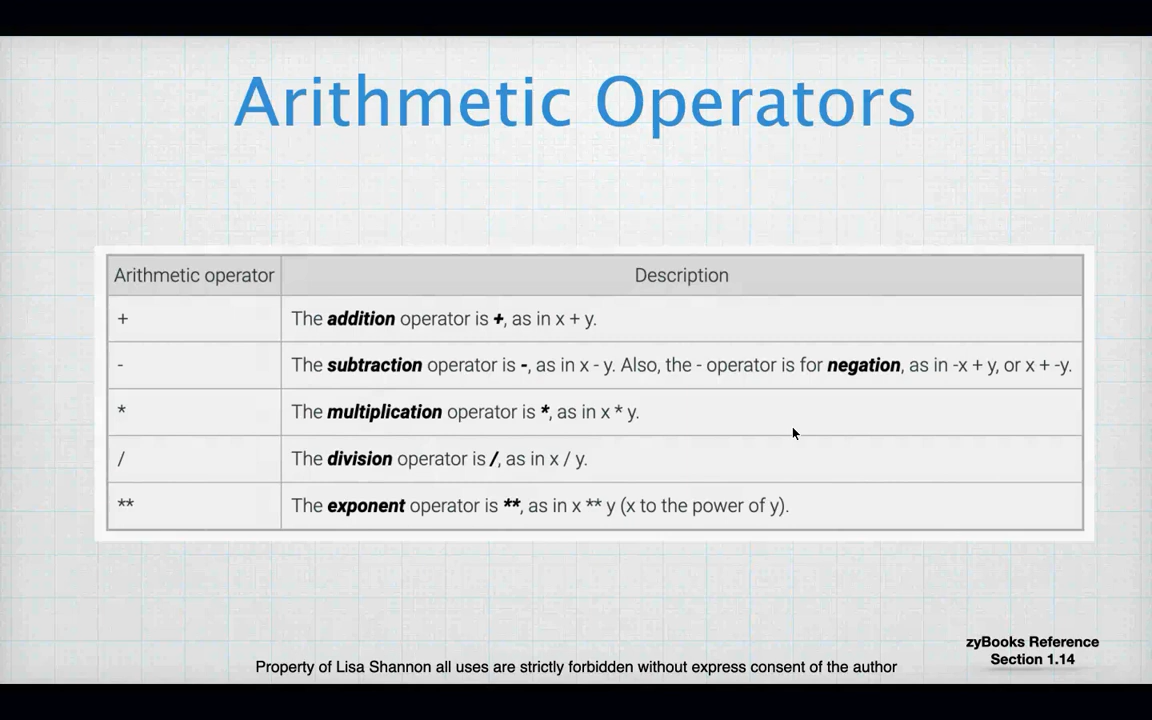 Arithmetic Operators
Arithmetic operator Description
+ The addition operator is +, as in x + y.
- The subtraction operator is -, as in x - y. Also, the - operator is for negation, as in -x + y, or x + -y.
* The multiplication operator is *, as in x * y.
/ The division operator is /, as in x / y.
** The exponent operator is **, as in x ** y (x to the power of y).
zyBooks Reference
Section 1.14
Property of Lisa Shannon all uses are strictly forbidden without express consent of the author